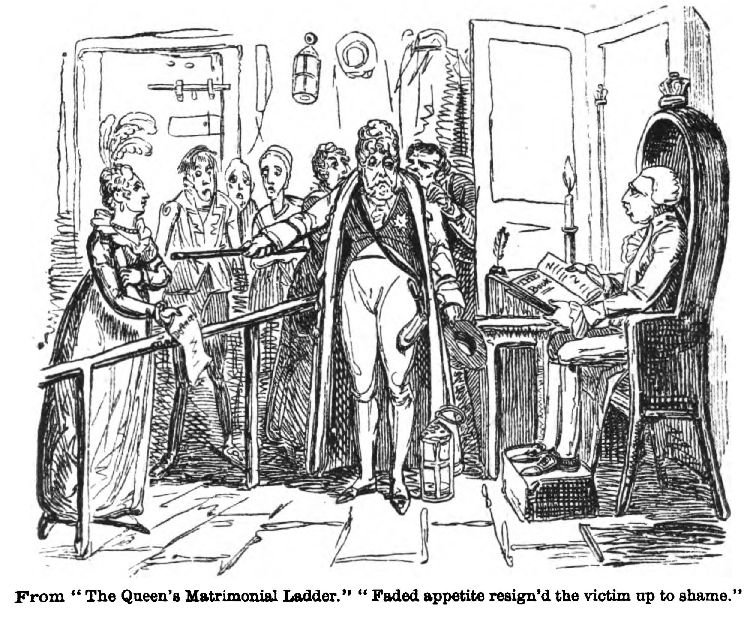 From "The Queen's Matrimonial Ladder." "Faded appetite resign'd the victim up to shame."